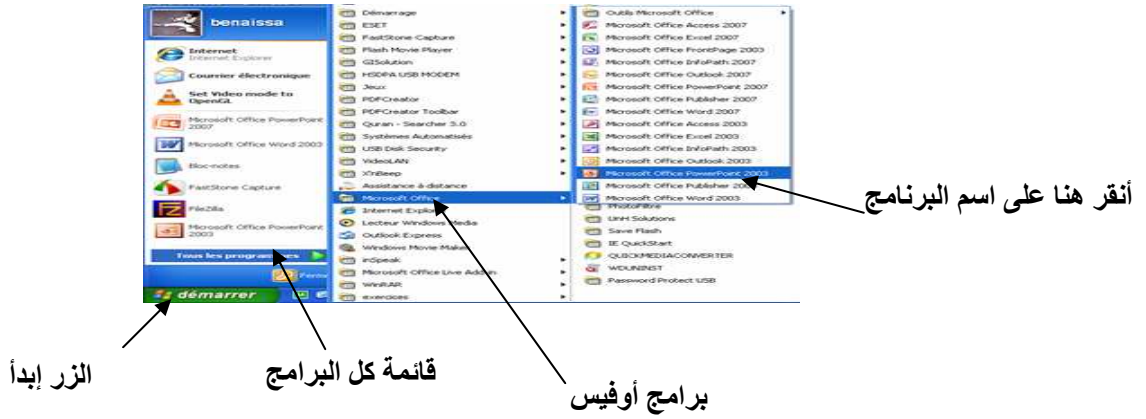 benaissa
Internet
Internet Explorer
Courrier électronique
Set Video mode to
OpenGL
Microsoft Office PowerPoint
2007
Microsoft Office Word 2003
Bloc-notes
FastStone Capture
FileZilla
Microsoft Office PowerPoint
2003
Tous les programmes
démarrer
Démarrage
ESET
FastStone Capture
Flash Movie Player
GISolution
HSDPA USB MODEM
Jeux
PDFCreator
PDFCreator Toolbar
Quran - Searcher 3.0
Systèmes Automatisés
USB Disk Security
VideoLAN
XnBeep
Assistance à distance
Microsoft Office
Internet Explorer
Lecteur Windows Media
Outlook Express
Windows Movie Maker
inSpeak
Microsoft Office Live Add-in
WinRAR
exercices
Outils Microsoft Office
Microsoft Office Access 2007
Microsoft Office Excel 2007
Microsoft Office FrontPage 2003
Microsoft Office InfoPath 2007
Microsoft Office Outlook 2007
Microsoft Office PowerPoint 2007
Microsoft Office Publisher 2007
Microsoft Office Word 2007
Microsoft Office Access 2003
Microsoft Office Excel 2003
Microsoft Office InfoPath 2003
Microsoft Office Outlook 2003
Microsoft Office PowerPoint 2003
Microsoft Office Publisher 2003
Microsoft Office Word 2003
PhotoFiltre
UnH Solutions
Save Flash
IE QuickStart
QUICKMEDIACONVERTER
WDUNINST
Password Protect USB
أنقر هنا على اسم البرنامج
قائمة كل البرامج
الزر إبدأ
برامج أوفيس